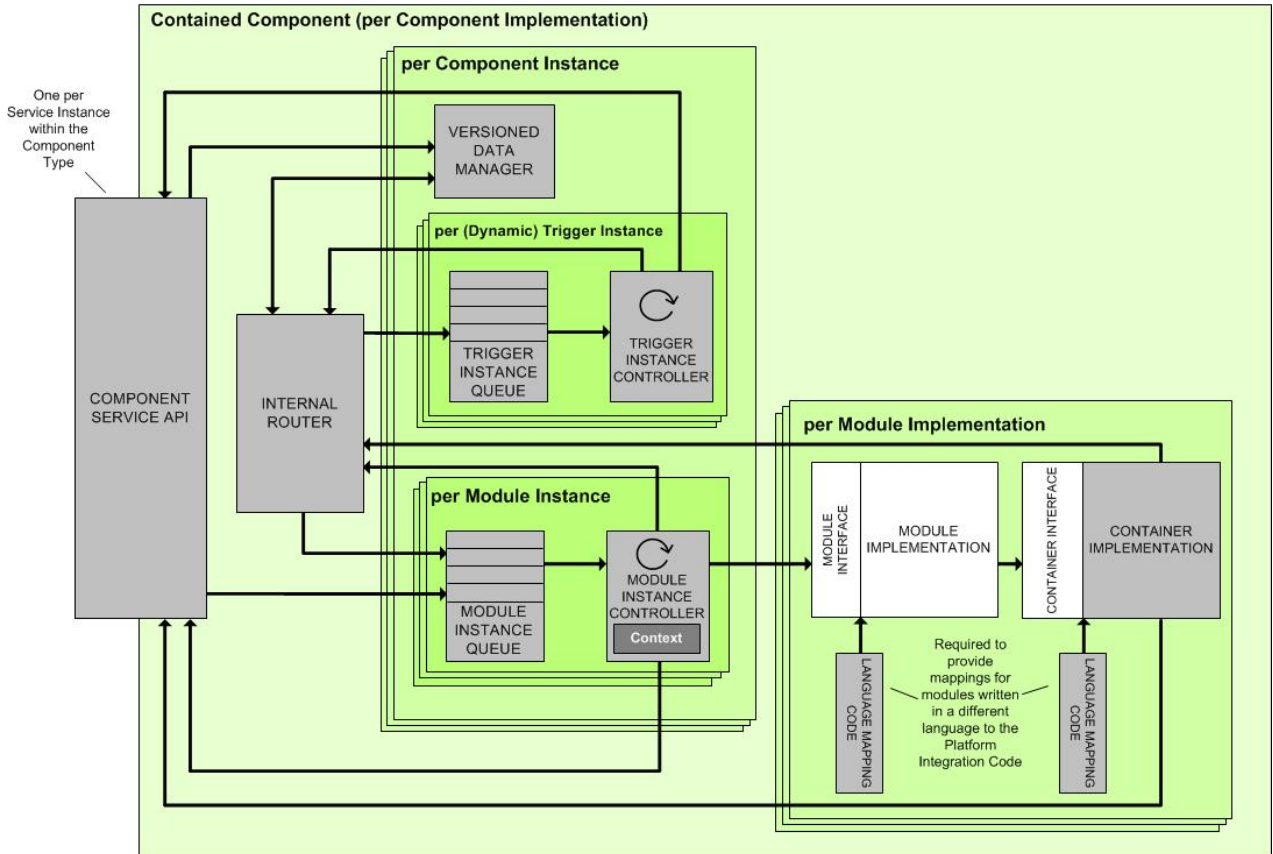 Contained Component (per Component Implementation)
One per
Service Instance
within the
Component
Type
per Component Instance
VERSIONED
DATA
MANAGER
per (Dynamic) Trigger Instance
TRIGGER
INSTANCE
QUEUE
TRIGGER
INSTANCE
CONTROLLER
COMPONENT
SERVICE API
INTERNAL
ROUTER
per Module Instance
MODULE
INSTANCE
QUEUE
MODULE
INSTANCE
CONTROLLER
Context
per Module Implementation
MODULE
INTERFACE
MODULE
IMPLEMENTATION
CONTAINER INTERFACE
CONTAINER
IMPLEMENTATION
LANGUAGE MAPPING
CODE
Required to
provide
mappings for
modules written
in a different
language to the
Platform
Integration Code
LANGUAGE MAPPING
CODE